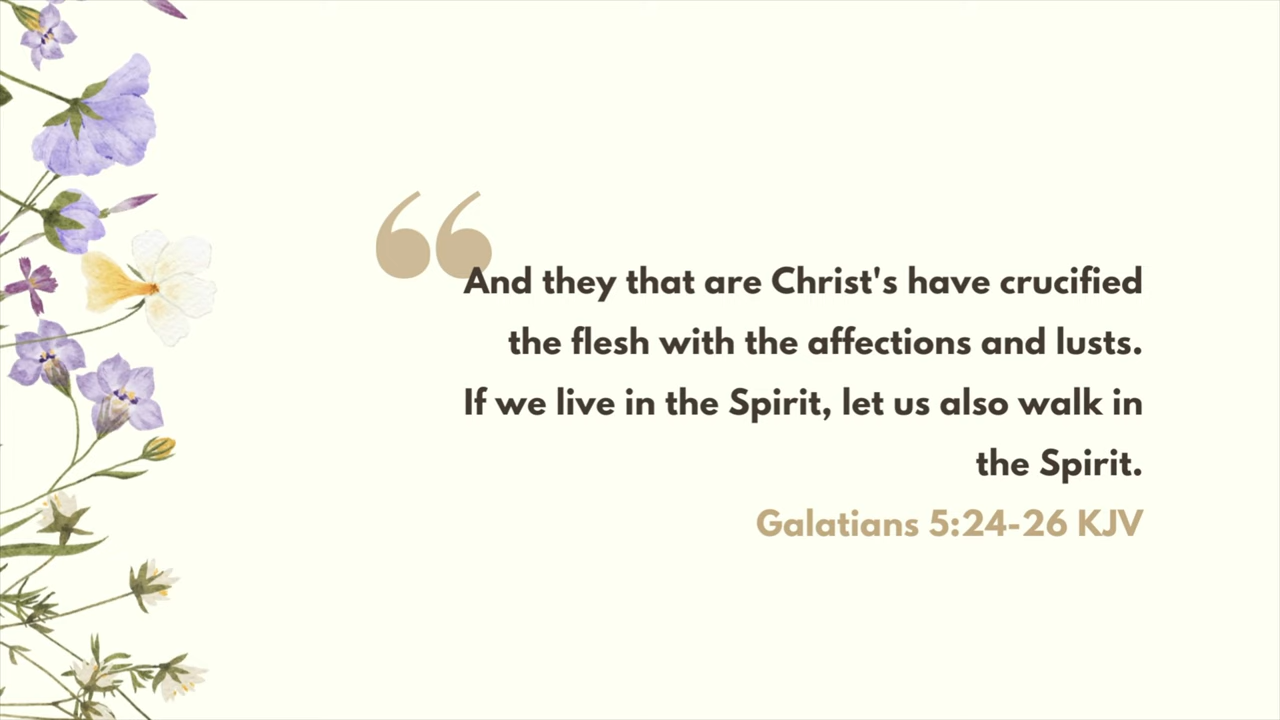 “
And they that are Christ's have crucified
the flesh with the affections and lusts.
If we live in the Spirit, let us also walk in
the Spirit.
Galatians 5:24-26 KJV